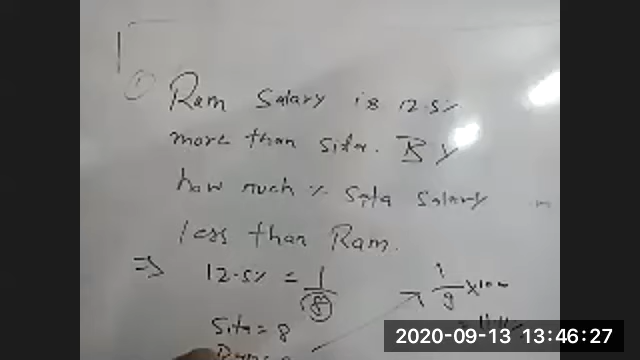 ①
Ram Salary is 12.5%
more than Sita. By
how much % Sita Salary
less than Ram.
⇒ 12.5% = 1/8
1/9 × 100
Sita = 8
2020-09-13 13:46:27